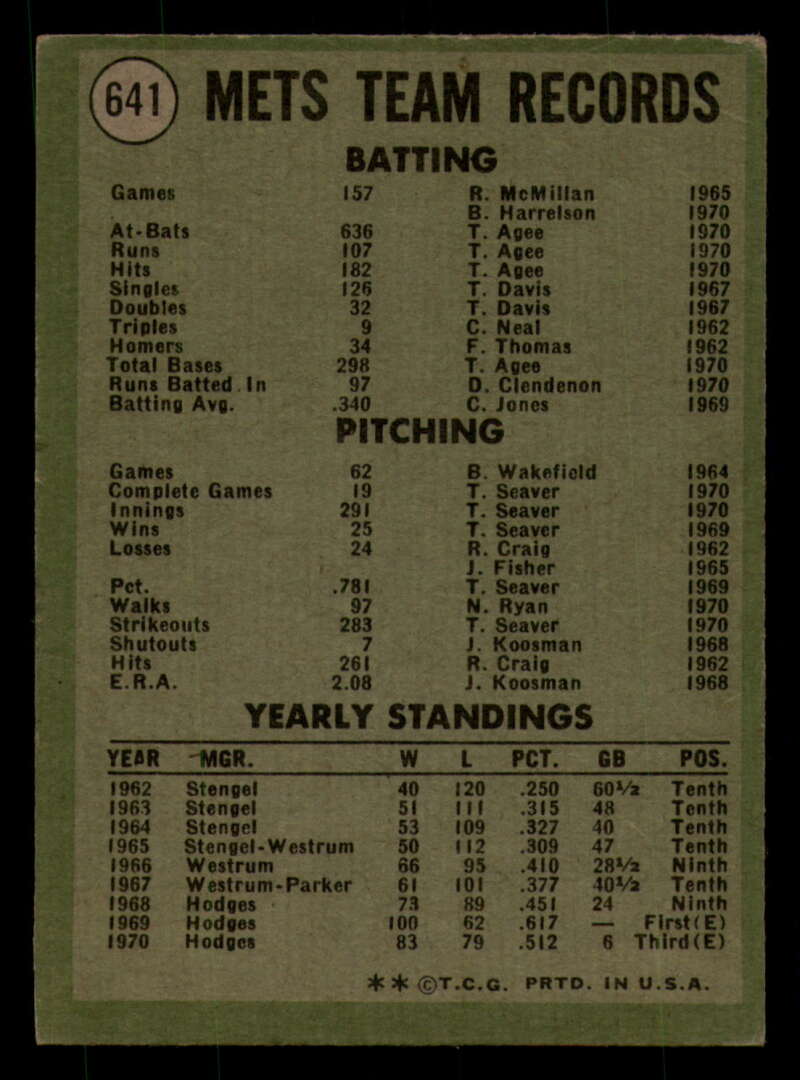 641 METS TEAM RECORDS
BATTING
Games 157 R. McMillan 1965
B. Harrelson 1970
At-Bats 636 T. Agee 1970
Runs 107 T. Agee 1970
Hits 182 T. Agee 1970
Singles 126 T. Davis 1967
Doubles 32 T. Davis 1967
Triples 9 C. Neal 1962
Homers 34 F. Thomas 1962
Total Bases 298 T. Agee 1970
Runs Batted In 97 D. Clendenon 1970
Batting Avg. .340 C. Jones 1969
PITCHING
Games 62 B. Wakefield 1964
Complete Games 19 T. Seaver 1970
Innings 291 T. Seaver 1970
Wins 25 T. Seaver 1969
Losses 24 R. Craig 1962
J. Fisher 1965
Pct. .781 T. Seaver 1969
Walks 97 N. Ryan 1970
Strikeouts 283 T. Seaver 1970
Shutouts 7 J. Koosman 1968
Hits 261 R. Craig 1962
E.R.A. 2.08 J. Koosman 1968
YEARLY STANDINGS
YEAR MGR. W L PCT. GB POS.
1962 Stengel 40 120 .250 60½ Tenth
1963 Stengel 51 111 .315 48 Tenth
1964 Stengel 53 109 .327 40 Tenth
1965 Stengel-Westrum 50 112 .309 47 Tenth
1966 Westrum 66 95 .410 28½ Ninth
1967 Westrum-Parker 61 101 .377 40½ Tenth
1968 Hodges 73 89 .451 24 Ninth
1969 Hodges 100 62 .617 — First(E)
1970 Hodges 83 79 .512 6 Third(E)
** ©T.C.G. PRTD. IN U.S.A.